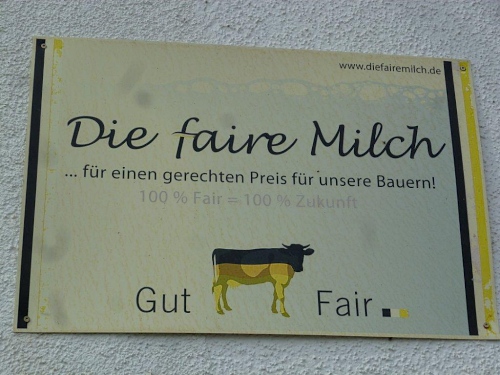 www.diefairemilch.de
Die faire Milch
... für einen gerechten Preis für unsere Bauern!
100 % Fair = 100 % Zukunft
Gut Fair...